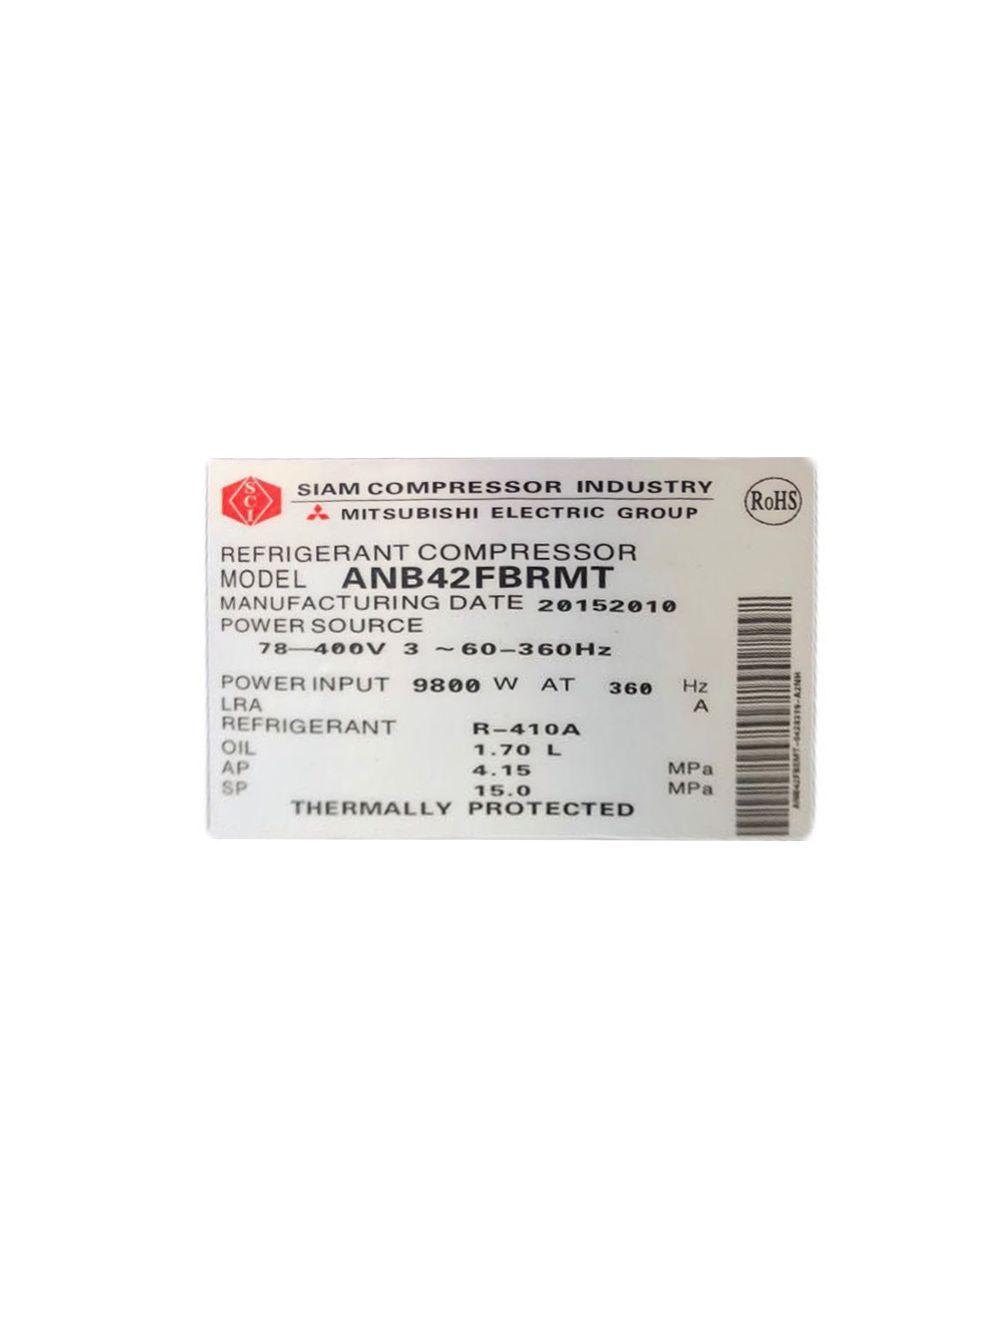 SCI
SIAM COMPRESSOR INDUSTRY
MITSUBISHI ELECTRIC GROUP
RoHS
REFRIGERANT COMPRESSOR
MODEL ANB42FBRMT
MANUFACTURING DATE 20152010
POWER SOURCE
78—400V 3 ~60-360Hz
POWER INPUT 9800 W AT 360 Hz
LRA A
REFRIGERANT R-410A
OIL 1.70 L
AP 4.15 MPa
SP 15.0 MPa
THERMALLY PROTECTED